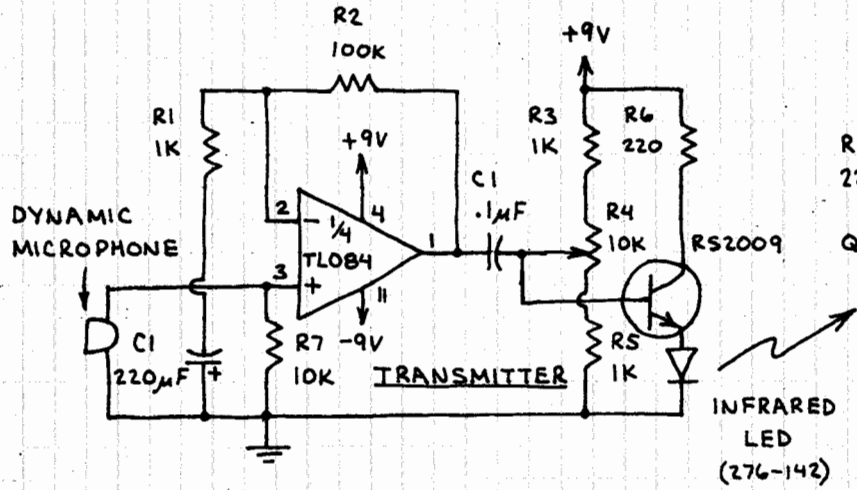 R2
100K
+9V
R1
1K
R3
1K
R6
220
+9V
C1
.1µF
R
22
DYNAMIC
MICROPHONE
2
-
1/4
TL084
4
1
R4
10K
RS2009
Q
3
+
11
-9V
C1
220µF
+
R7
10K
TRANSMITTER
R5
1K
INFRARED
LED
(276-142)